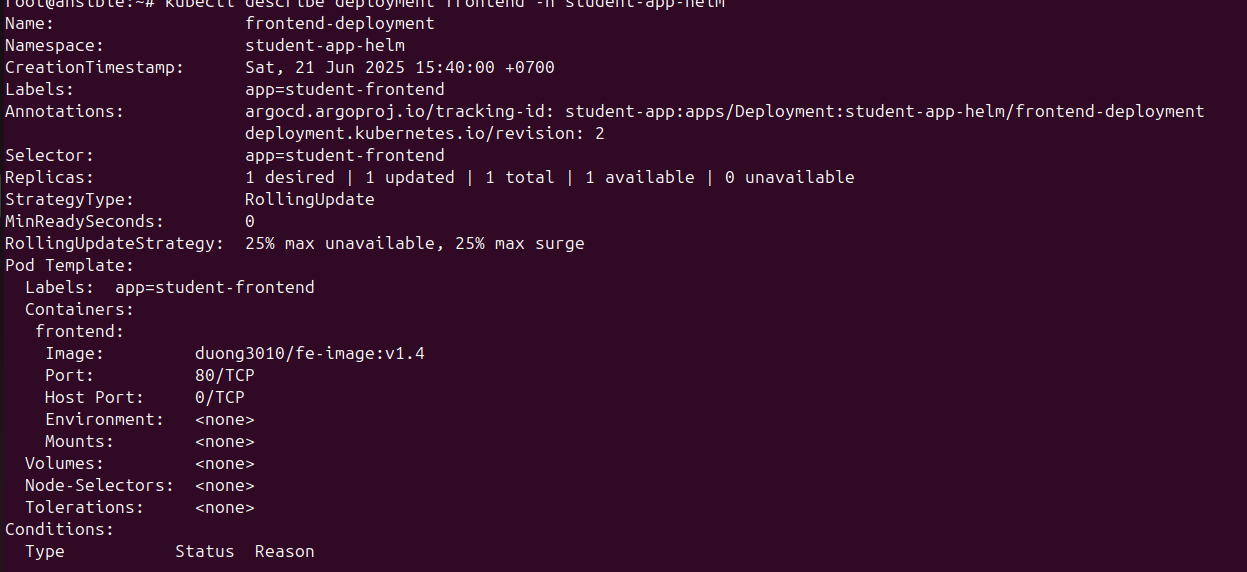 root@ansible:~# kubectl describe deployment frontend -n student-app-helm
Name:                   frontend-deployment
Namespace:              student-app-helm
CreationTimestamp:      Sat, 21 Jun 2025 15:40:00 +0700
Labels:                 app=student-frontend
Annotations:            argocd.argoproj.io/tracking-id: student-app:apps/Deployment:student-app-helm/frontend-deployment
                        deployment.kubernetes.io/revision: 2
Selector:               app=student-frontend
Replicas:               1 desired | 1 updated | 1 total | 1 available | 0 unavailable
StrategyType:           RollingUpdate
MinReadySeconds:        0
RollingUpdateStrategy:  25% max unavailable, 25% max surge
Pod Template:
  Labels:  app=student-frontend
  Containers:
   frontend:
    Image:         duong3010/fe-image:v1.4
    Port:          80/TCP
    Host Port:     0/TCP
    Environment:   <none>
    Mounts:        <none>
  Volumes:         <none>
  Node-Selectors:  <none>
  Tolerations:     <none>
Conditions:
  Type           Status  Reason